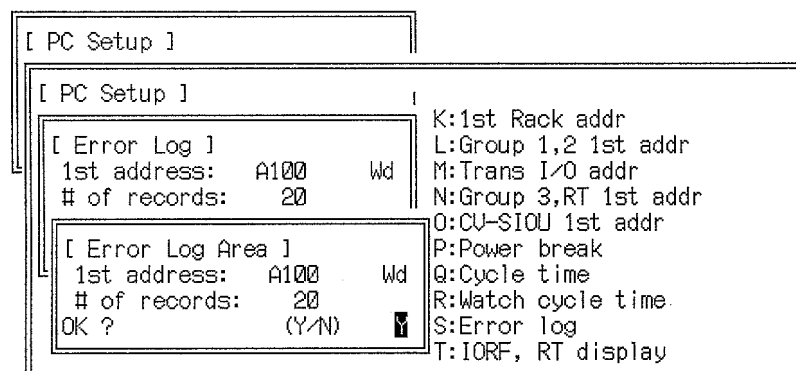 [ PC Setup ]
[ PC Setup ]
[ Error Log ]
1st address: A100 Wd
# of records: 20
[ Error Log Area ]
1st address: A100 Wd
# of records: 20
OK ? (Y/N) Y
K:1st Rack addr
L:Group 1,2 1st addr
M:Trans I/O addr
N:Group 3,RT 1st addr
O:CV-SIOU 1st addr
P:Power break
Q:Cycle time
R:Watch cycle time
S:Error log
T:IORF, RT display